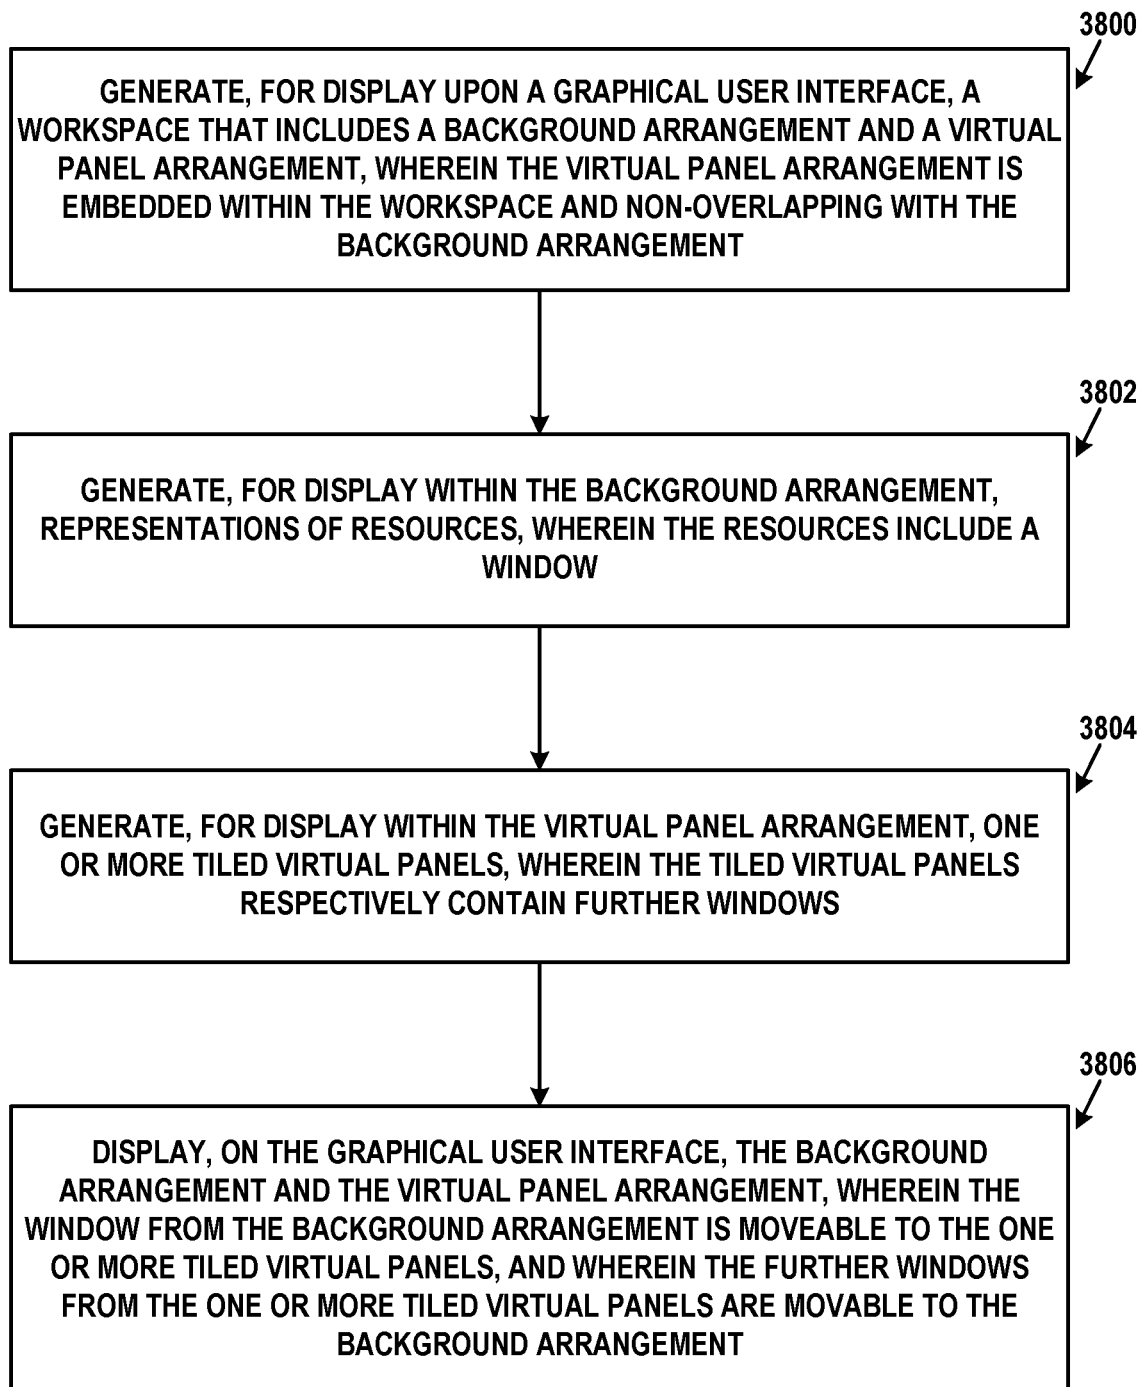 3800
GENERATE, FOR DISPLAY UPON A GRAPHICAL USER INTERFACE, A
WORKSPACE THAT INCLUDES A BACKGROUND ARRANGEMENT AND A VIRTUAL
PANEL ARRANGEMENT, WHEREIN THE VIRTUAL PANEL ARRANGEMENT IS
EMBEDDED WITHIN THE WORKSPACE AND NON-OVERLAPPING WITH THE
BACKGROUND ARRANGEMENT
3802
GENERATE, FOR DISPLAY WITHIN THE BACKGROUND ARRANGEMENT,
REPRESENTATIONS OF RESOURCES, WHEREIN THE RESOURCES INCLUDE A
WINDOW
3804
GENERATE, FOR DISPLAY WITHIN THE VIRTUAL PANEL ARRANGEMENT, ONE
OR MORE TILED VIRTUAL PANELS, WHEREIN THE TILED VIRTUAL PANELS
RESPECTIVELY CONTAIN FURTHER WINDOWS
3806
DISPLAY, ON THE GRAPHICAL USER INTERFACE, THE BACKGROUND
ARRANGEMENT AND THE VIRTUAL PANEL ARRANGEMENT, WHEREIN THE
WINDOW FROM THE BACKGROUND ARRANGEMENT IS MOVEABLE TO THE ONE
OR MORE TILED VIRTUAL PANELS, AND WHEREIN THE FURTHER WINDOWS
FROM THE ONE OR MORE TILED VIRTUAL PANELS ARE MOVABLE TO THE
BACKGROUND ARRANGEMENT